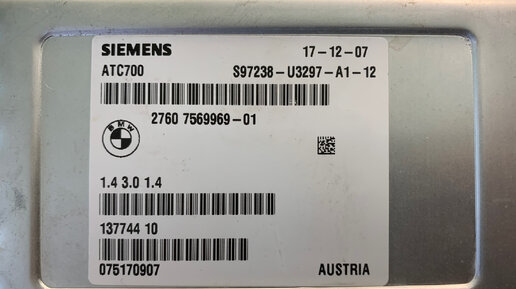 SIEMENS 17-12-07
ATC700 S97238-U3297-A1-12
BMW 2760 7569969-01
1.4 3.0 1.4
137744 10
075170907 AUSTRIA